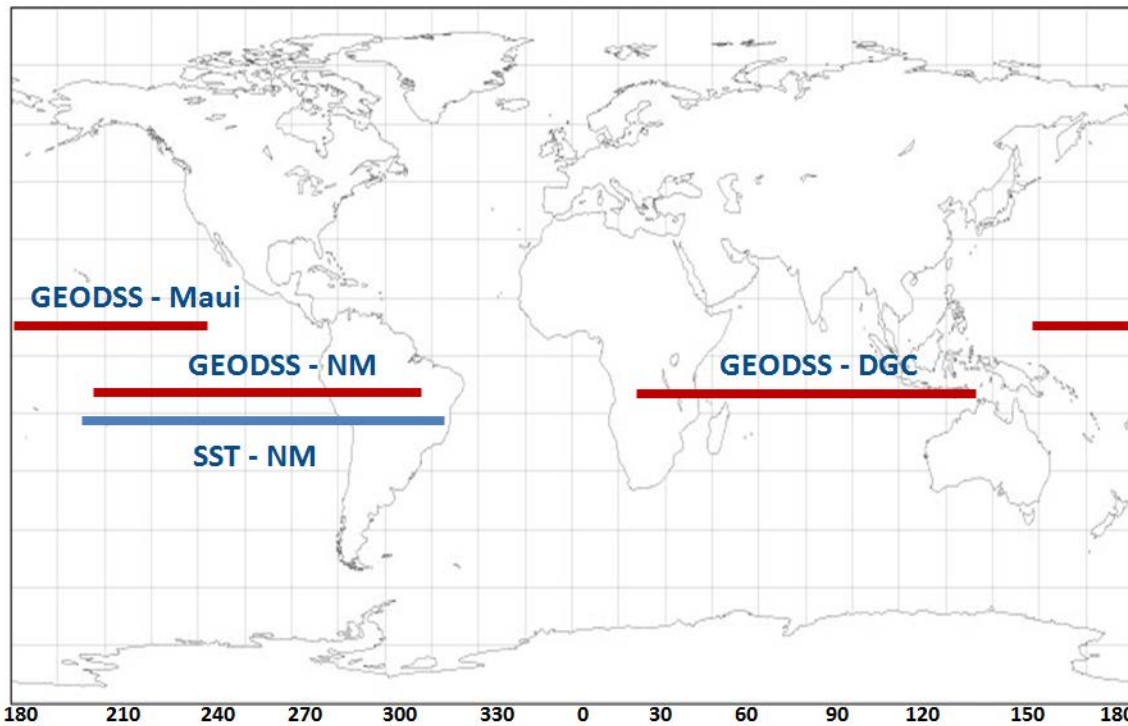 GEODSS - Maui
GEODSS - NM
GEODSS - DGC
SST - NM
180 210 240 270 300 330 0 30 60 90 120 150 180